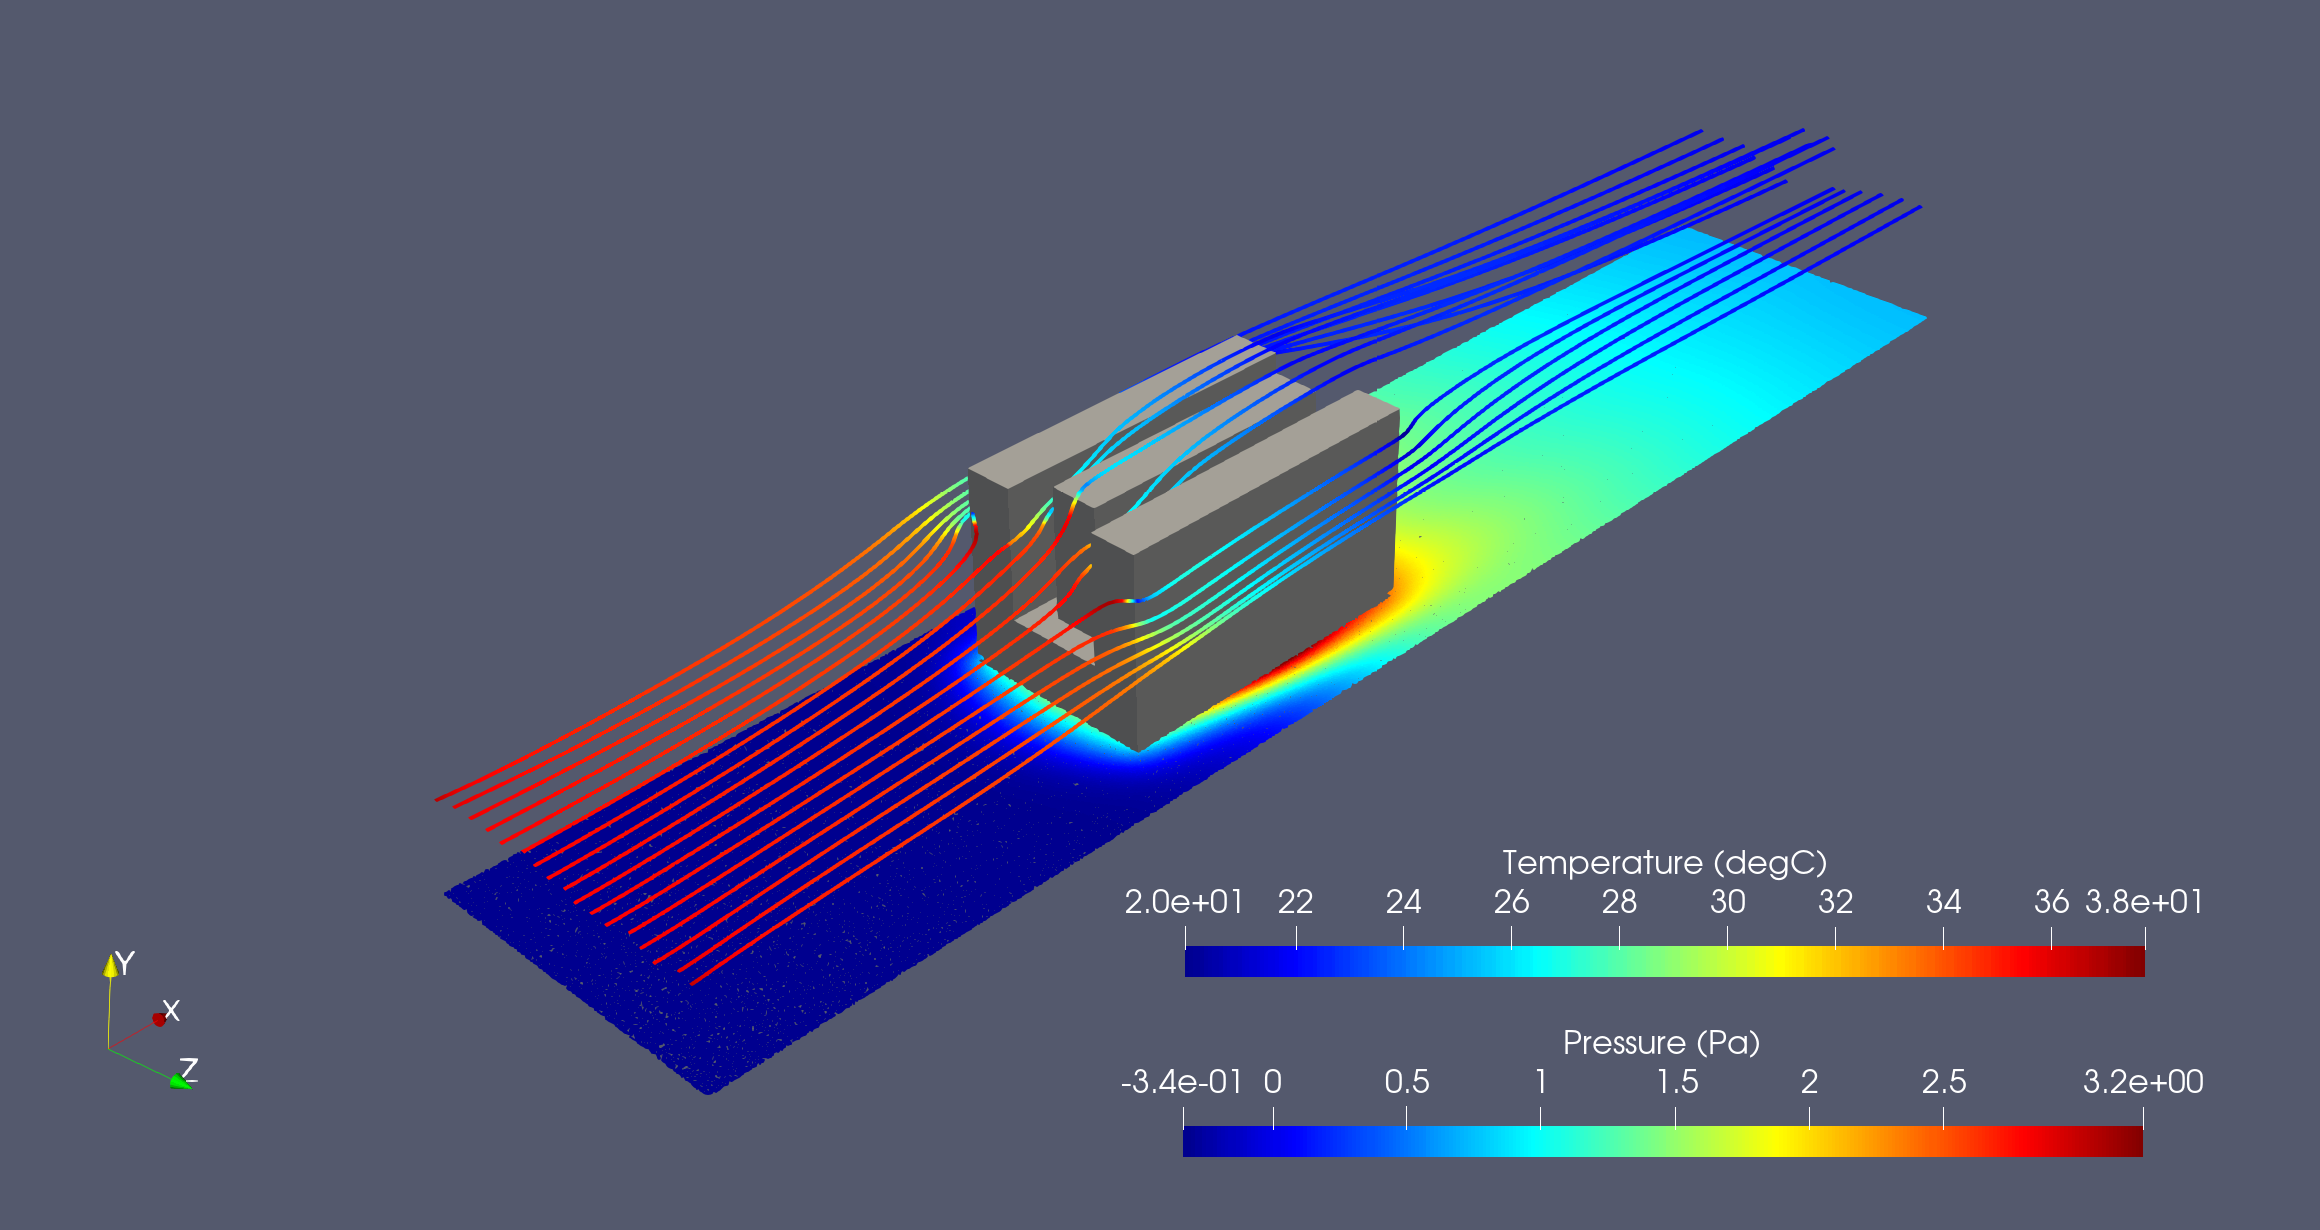 Temperature (degC)
2.0e+01 22 24 26 28 30 32 34 36 3.8e+01
Y
X
Z
Pressure (Pa)
-3.4e-01 0 0.5 1 1.5 2 2.5 3.2e+00